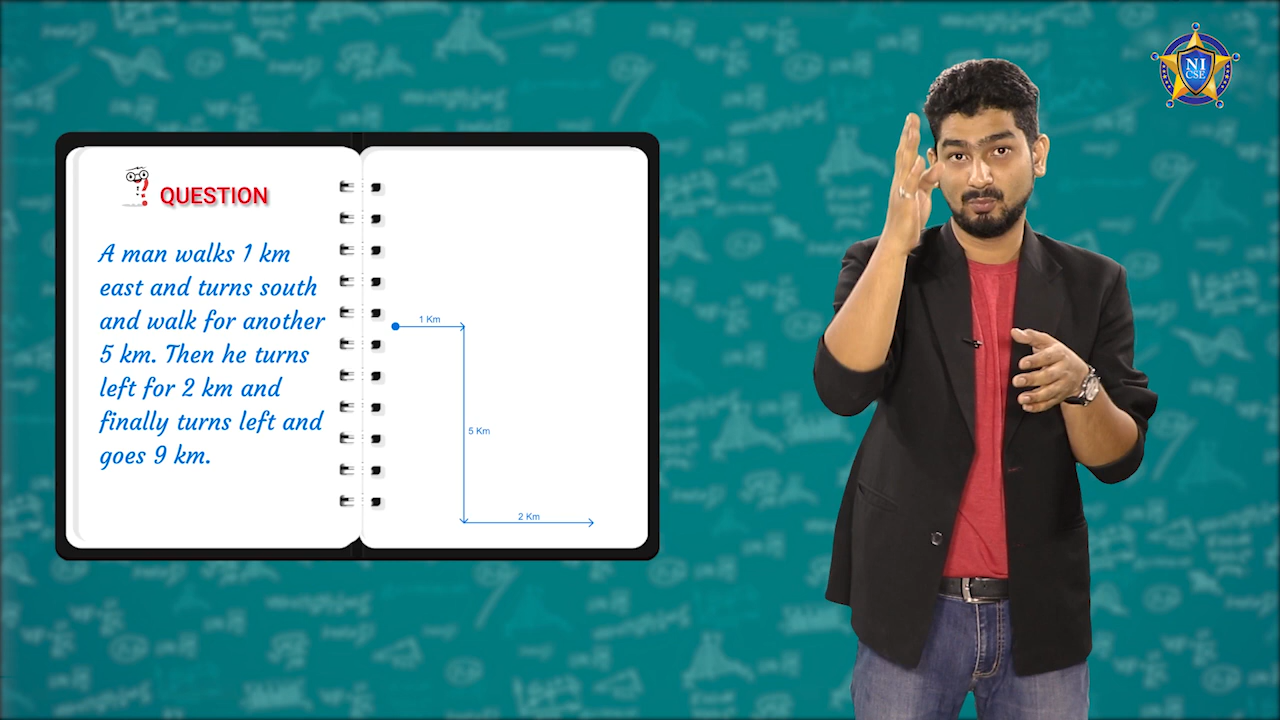 QUESTION
A man walks 1 km
east and turns south
and walk for another
5 km. Then he turns
left for 2 km and
finally turns left and
goes 9 km.
1 Km
5 Km
2 Km
NI
CSE